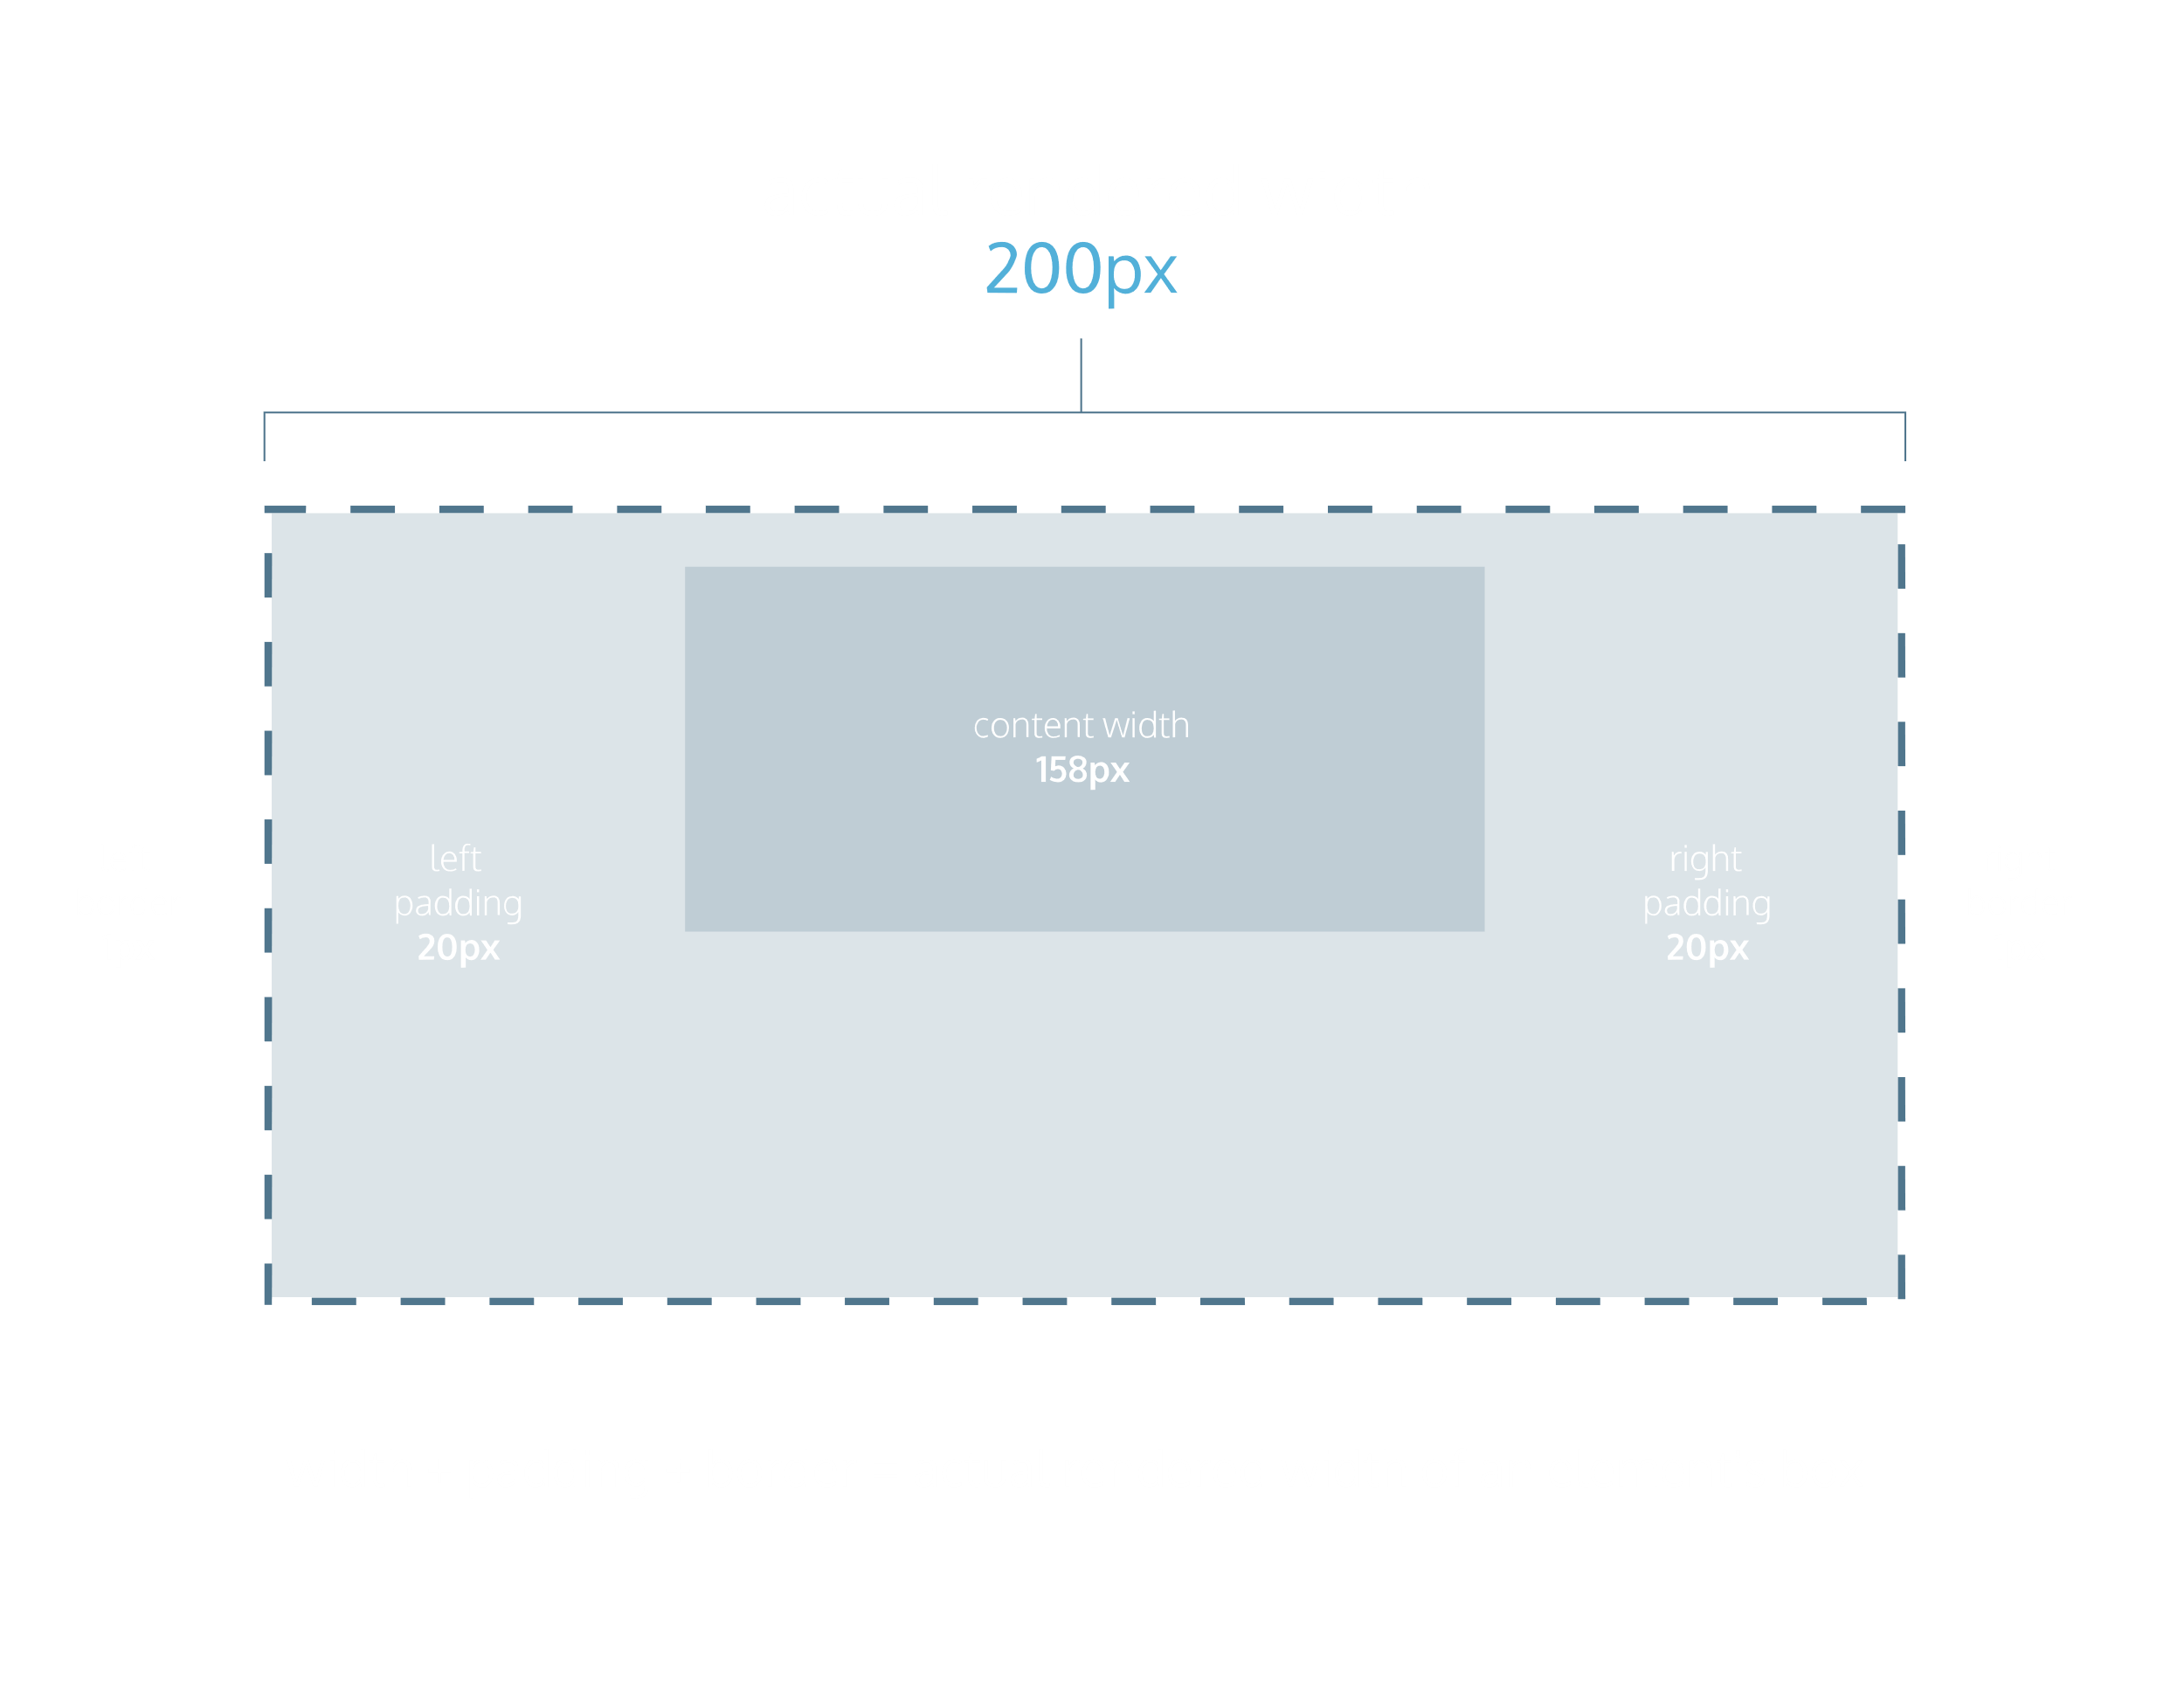 200px
content width
158px
left
padding
20px
right
padding
20px